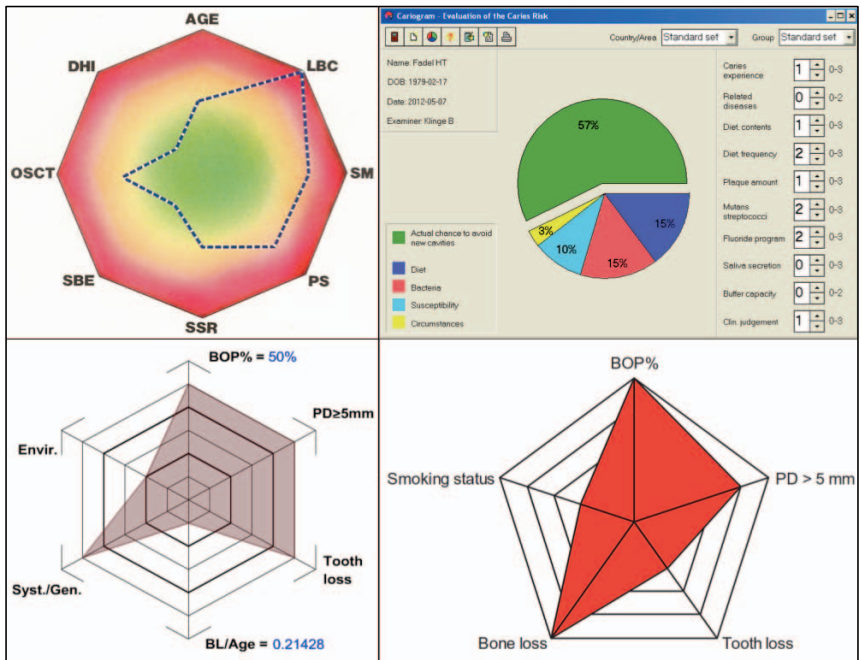 AGE
DHI
LBC
OSCT
SM
SBE
PS
SSR
Cariogram - Evaluation of the Caries Risk
Country/Area Standard set Group Standard set
Name: Fadel HT
DOB: 1979-02-17
Date: 2012-05-07
Examiner: Klinge B
57%
15%
15%
10%
3%
Actual chance to avoid
new cavities
Diet
Bacteria
Susceptibility
Circumstances
Caries
experience 1 0-3
Related
diseases 0 0-2
Diet, contents 1 0-3
Diet, frequency 2 0-3
Plaque amount 1 0-3
Mutans
streptococci 2 0-3
Fluoride program 2 0-3
Saliva secretion 0 0-3
Buffer capacity 0 0-2
Clin. judgement 1 0-3
BOP% = 50%
PD≥5mm
Envir.
Tooth
loss
Syst./Gen.
BL/Age = 0.21428
BOP%
Smoking status
PD > 5 mm
Bone loss
Tooth loss